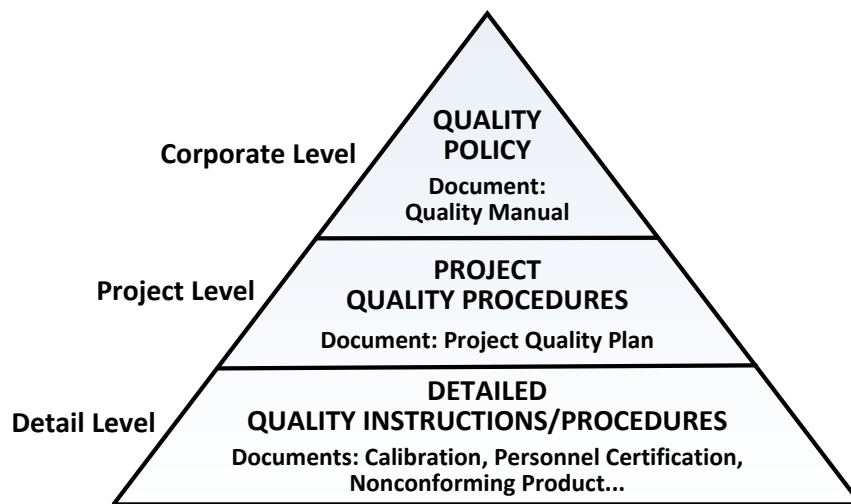 Corporate Level
QUALITY
POLICY
Document:
Quality Manual
Project Level
PROJECT
QUALITY PROCEDURES
Document: Project Quality Plan
Detail Level
DETAILED
QUALITY INSTRUCTIONS/PROCEDURES
Documents: Calibration, Personnel Certification,
Nonconforming Product...